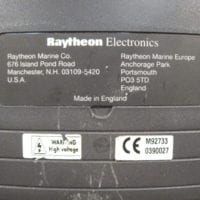 Raytheon Electronics
Raytheon Marine Co.
676 Island Pond Road
Manchester, N.H. 03109-5420
U.S.A.
Raytheon Marine Europe
Anchorage Park
Portsmouth
PO3 5TD
England
Made in England
WARNING
High voltage
CE
M92733
0390027